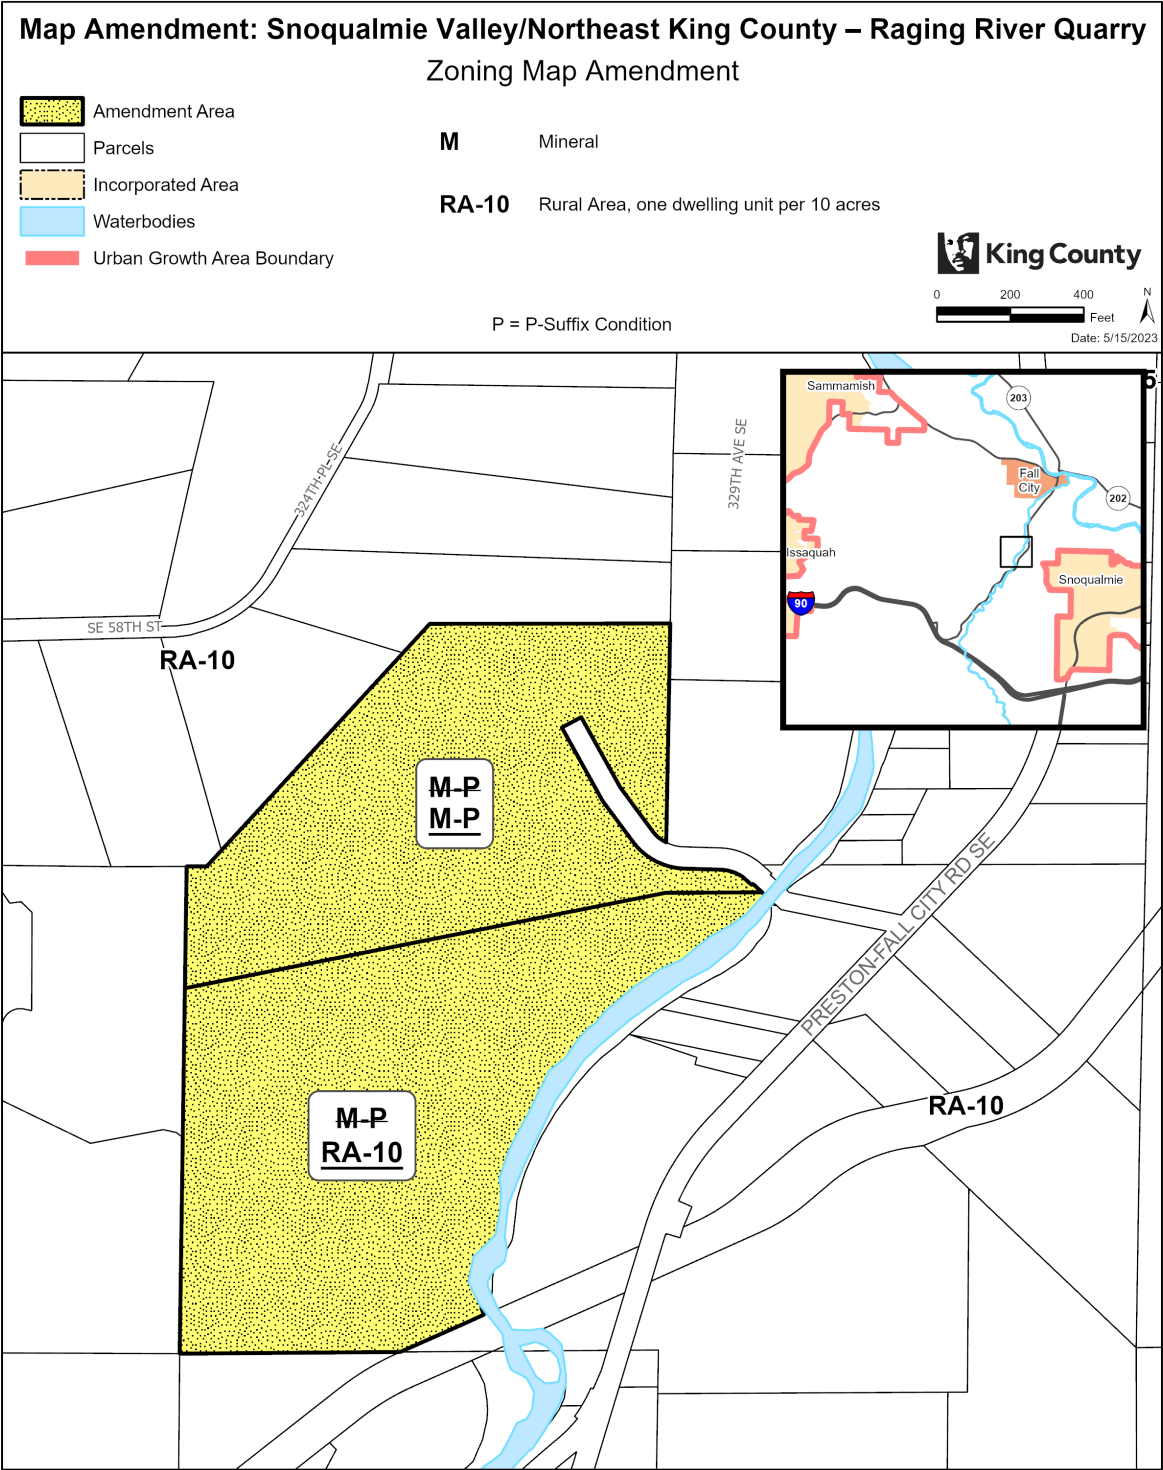 Map Amendment: Snoqualmie Valley/Northeast King County – Raging River Quarry
Zoning Map Amendment
Amendment Area
Parcels
Incorporated Area
Waterbodies
Urban Growth Area Boundary
M Mineral
RA-10 Rural Area, one dwelling unit per 10 acres
P = P-Suffix Condition
King County
0 200 400
Feet
N
Date: 5/15/2023
324TH PL SE
329TH AVE SE
SE 58TH ST
RA-10
Sammamish
203
Fall
City
202
Issaquah
Snoqualmie
90
M-P
M-P
PRESTON-FALL CITY RD SE
RA-10
M-P
RA-10